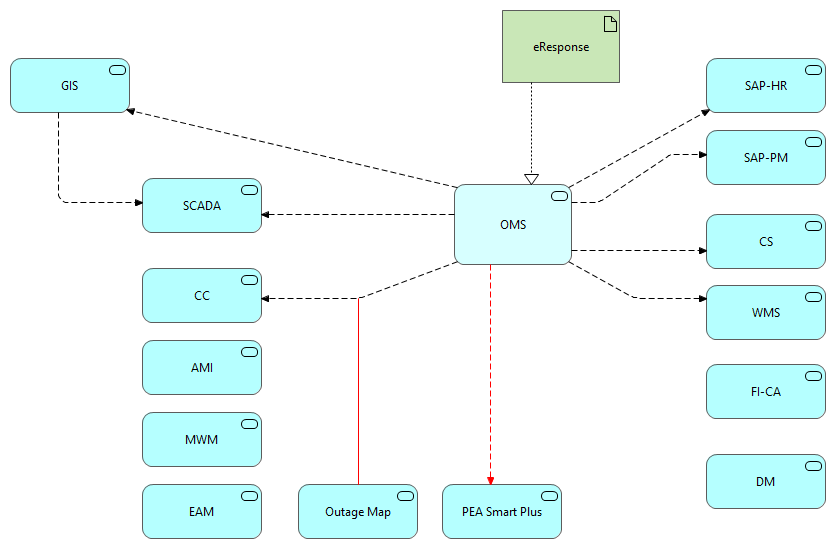 eResponse
GIS
SAP-HR
SAP-PM
SCADA
OMS
CS
CC
WMS
AMI
FI-CA
MWM
DM
EAM
Outage Map
PEA Smart Plus